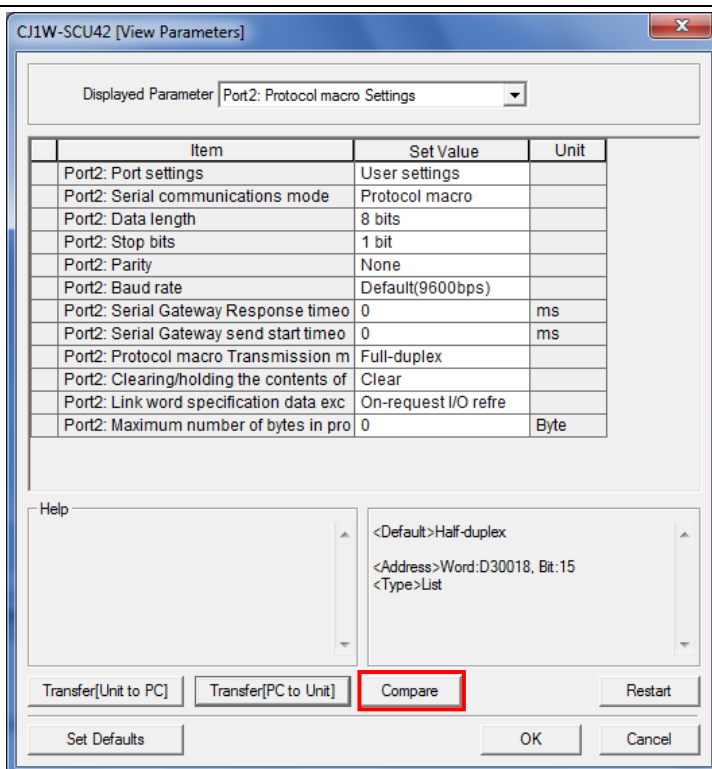 CJ1W-SCU42 [View Parameters]
Displayed Parameter Port2: Protocol macro Settings
Item Set Value Unit
Port2: Port settings User settings
Port2: Serial communications mode Protocol macro
Port2: Data length 8 bits
Port2: Stop bits 1 bit
Port2: Parity None
Port2: Baud rate Default(9600bps)
Port2: Serial Gateway Response timeo 0 ms
Port2: Serial Gateway send start timeo 0 ms
Port2: Protocol macro Transmission m Full-duplex
Port2: Clearing/holding the contents of Clear
Port2: Link word specification data exc On-request I/O refre
Port2: Maximum number of bytes in pro 0 Byte
Help
<Default>Half-duplex
<Address>Word:D30018, Bit:15
<Type>List
Transfer[Unit to PC] Transfer[PC to Unit] Compare Restart
Set Defaults OK Cancel